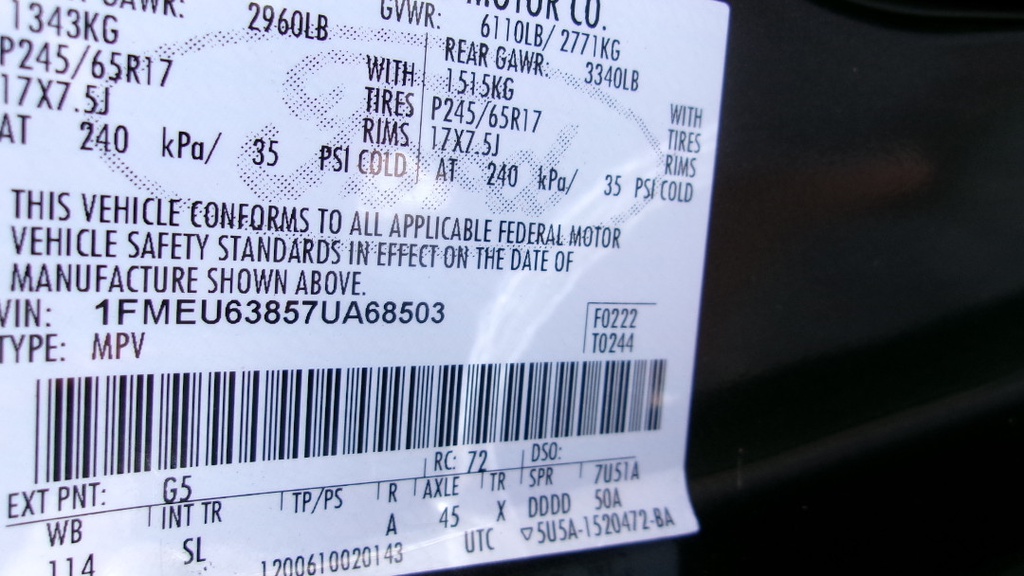 MOTOR CO.
GAWR: 2960LB GVWR: 6110LB/ 2771KG
1343KG REAR GAWR: 3340LB
P245/65R17 WITH 1515KG WITH
17X7.5J TIRES P245/65R17 TIRES
RIMS 17X7.5J RIMS
AT 240 kPa/ 35 PSI COLD AT 240 kPa/ 35 PSI COLD
THIS VEHICLE CONFORMS TO ALL APPLICABLE FEDERAL MOTOR
VEHICLE SAFETY STANDARDS IN EFFECT ON THE DATE OF
MANUFACTURE SHOWN ABOVE.
VIN: 1FMEU63857UA68503 F0222
TYPE: MPV T0244
EXT PNT: G5 RC: 72 DSO:
WB INT TR TP/PS R AXLE TR SPR 7U51A
114 SL A 45 X DDDD 50A
1200610020143 UTC ▽5U5A-1520472-BA